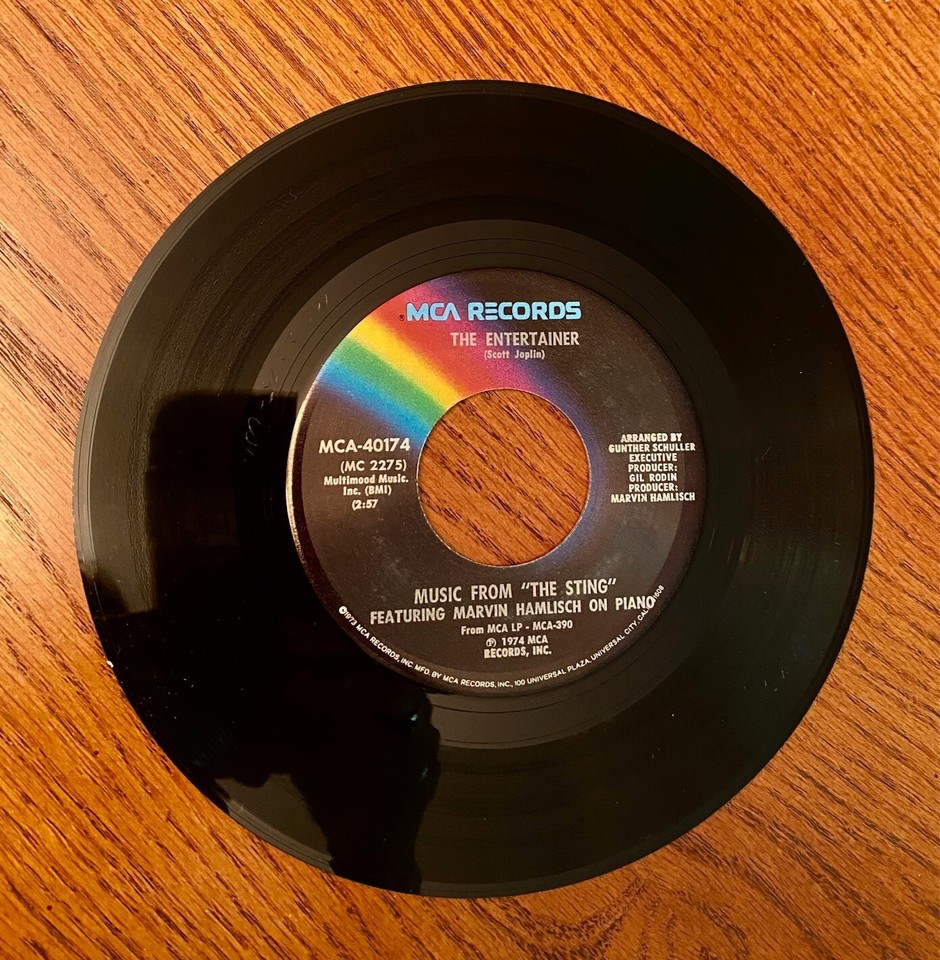 ®MCA RECORDS
THE ENTERTAINER
(Scott Joplin)
MCA-40174
(MC 2275)
Multimood Music,
Inc. (BMI)
(2:57
ARRANGED BY
GUNTHER SCHULLER
EXECUTIVE
PRODUCER:
GIL RODIN
PRODUCER:
MARVIN HAMLISCH
MUSIC FROM "THE STING"
FEATURING MARVIN HAMLISCH ON PIANO
From MCA LP - MCA-390
℗ 1974 MCA
RECORDS, INC.
©1973 MCA RECORDS, INC. MFD. BY MCA RECORDS, INC., 100 UNIVERSAL PLAZA, UNIVERSAL CITY, CAL. 91608